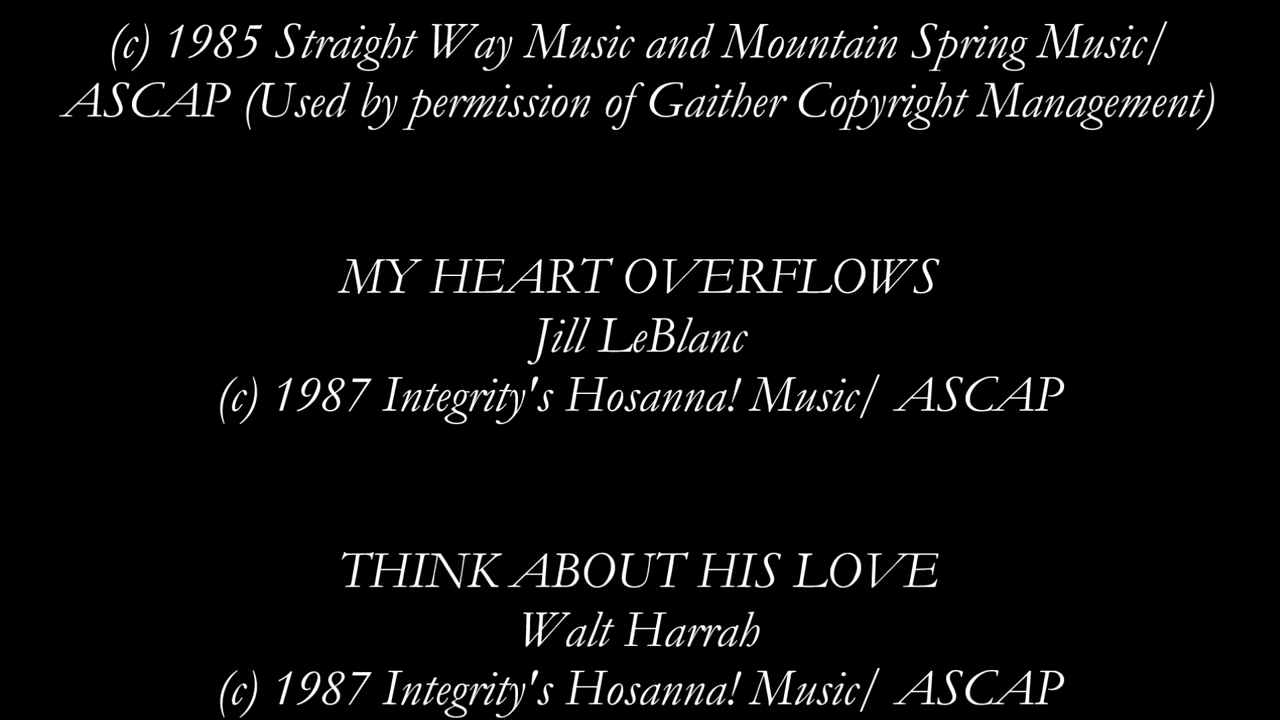 (c) 1985 Straight Way Music and Mountain Spring Music/
ASCAP (Used by permission of Gaither Copyright Management)
MY HEART OVERFLOWS
Jill LeBlanc
(c) 1987 Integrity's Hosanna! Music/ ASCAP
THINK ABOUT HIS LOVE
Walt Harrah
(c) 1987 Integrity's Hosanna! Music/ ASCAP